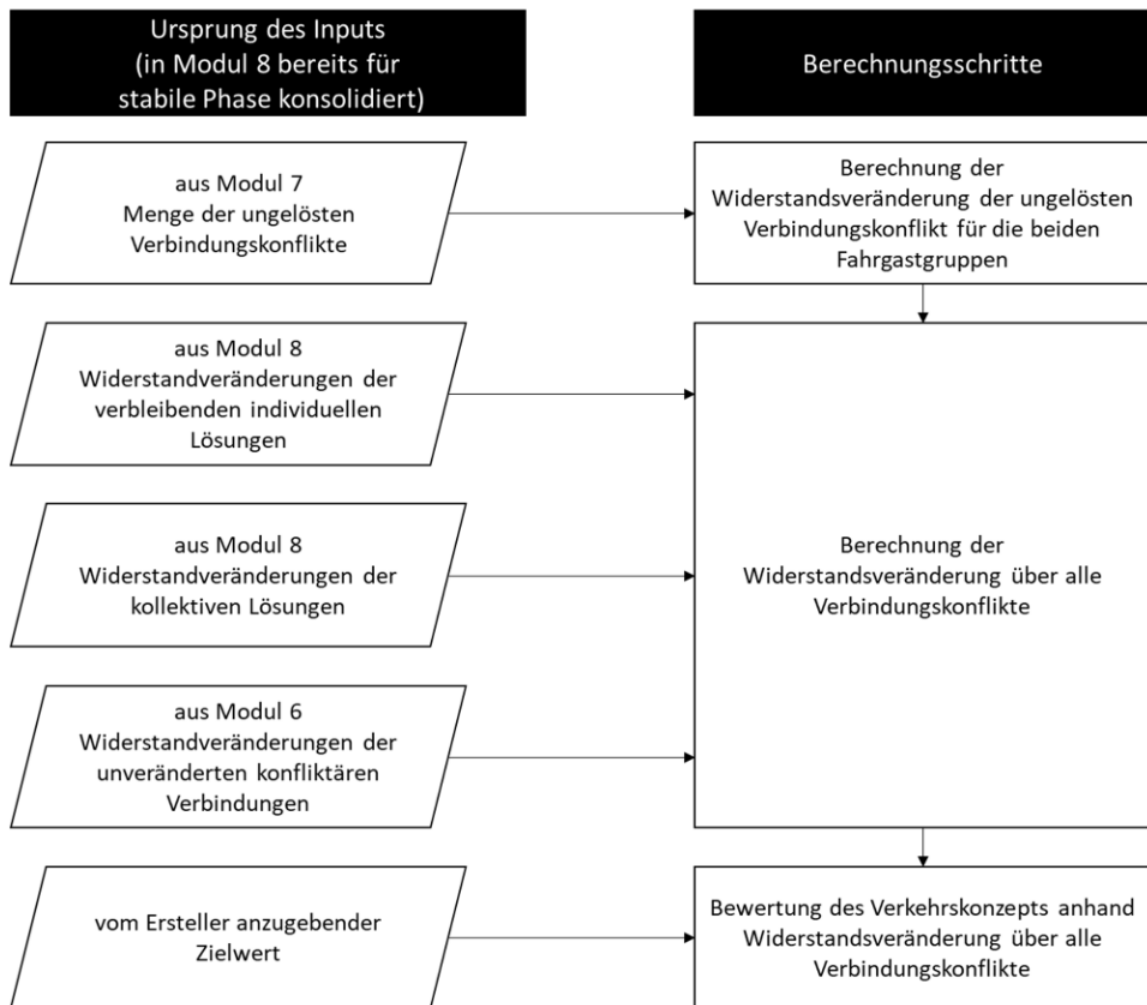 Ursprung des Inputs
(in Modul 8 bereits für
stabile Phase konsolidiert)
Berechnungsschritte
aus Modul 7
Menge der ungelösten
Verbindungskonflikte
Berechnung der
Widerstandsveränderung der ungelösten
Verbindungskonflikt für die beiden
Fahrgastgruppen
aus Modul 8
Widerstandveränderungen der
verbleibenden individuellen
Lösungen
aus Modul 8
Widerstandveränderungen der
kollektiven Lösungen
Berechnung der
Widerstandsveränderung über alle
Verbindungskonflikte
aus Modul 6
Widerstandveränderungen der
unveränderten konfliktären
Verbindungen
vom Ersteller anzugebender
Zielwert
Bewertung des Verkehrskonzepts anhand
Widerstandsveränderung über alle
Verbindungskonflikte